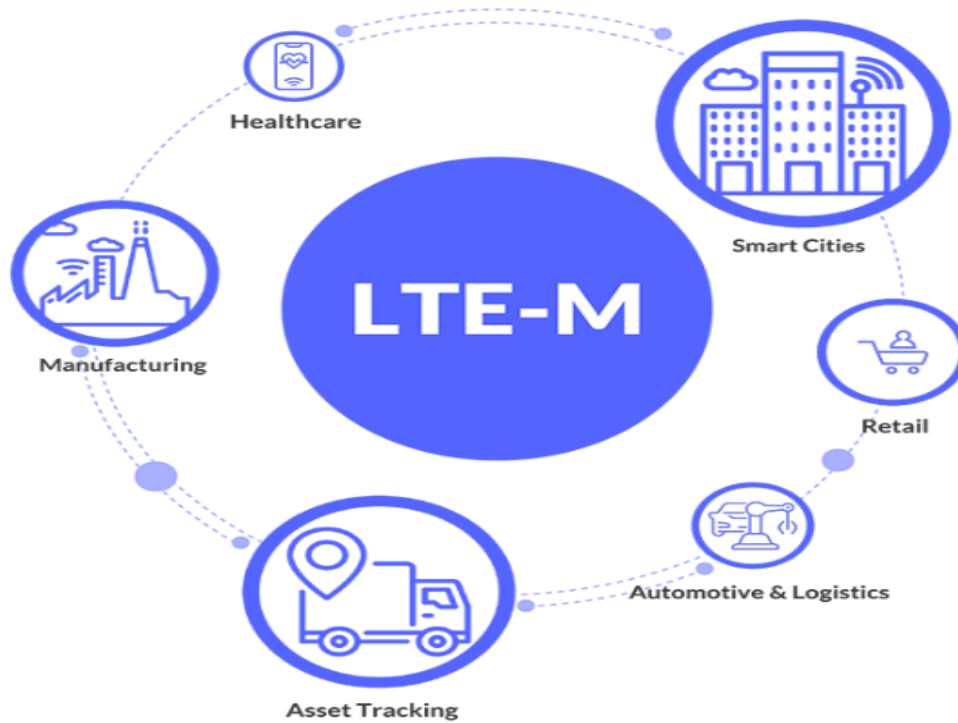 Healthcare
Smart Cities
LTE-M
Manufacturing
Retail
Automotive & Logistics
Asset Tracking